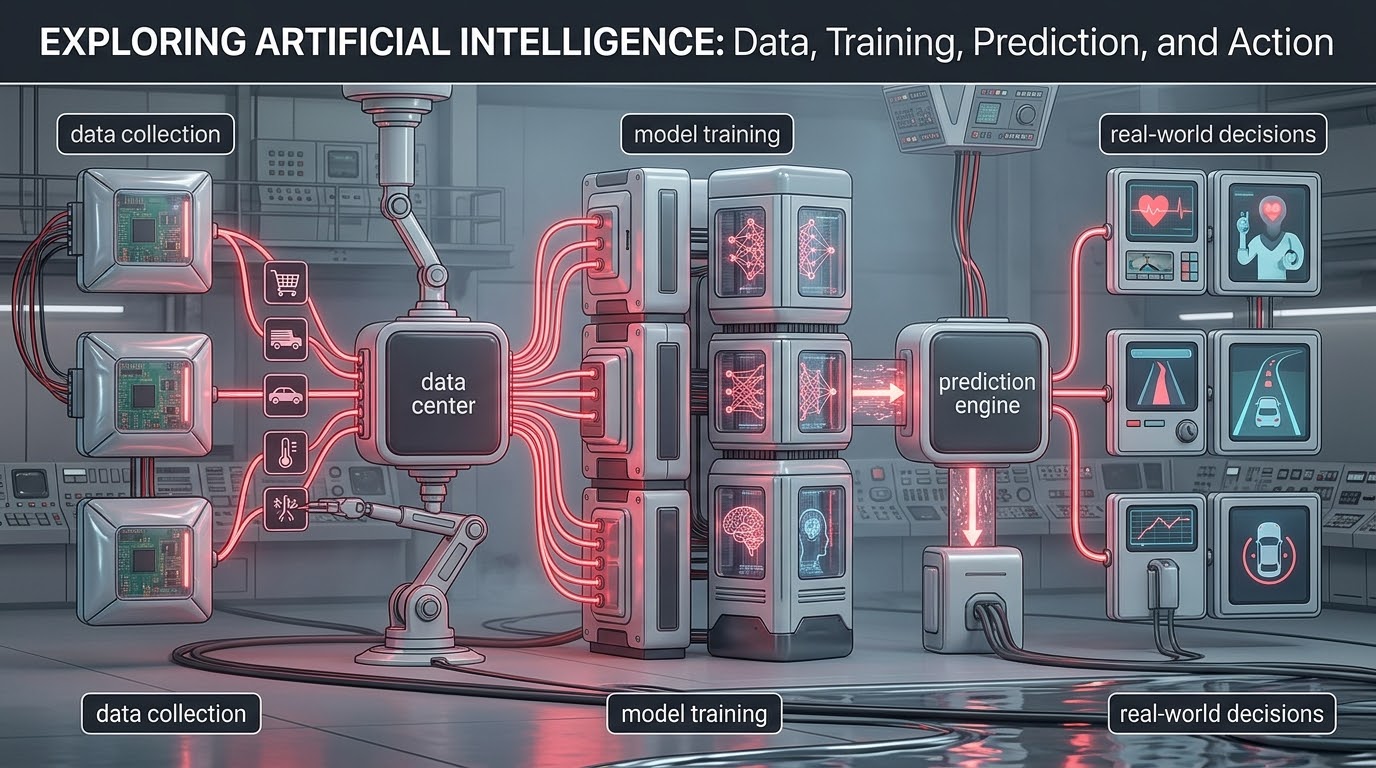 EXPLORING ARTIFICIAL INTELLIGENCE: Data, Training, Prediction, and Action
data collection
model training
real-world decisions
data
center
prediction
engine
data collection
model training
real-world decisions